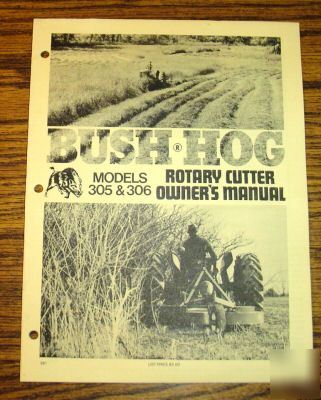 BUSH ® HOG
MODELS
305 & 306
ROTARY CUTTER
OWNER'S MANUAL